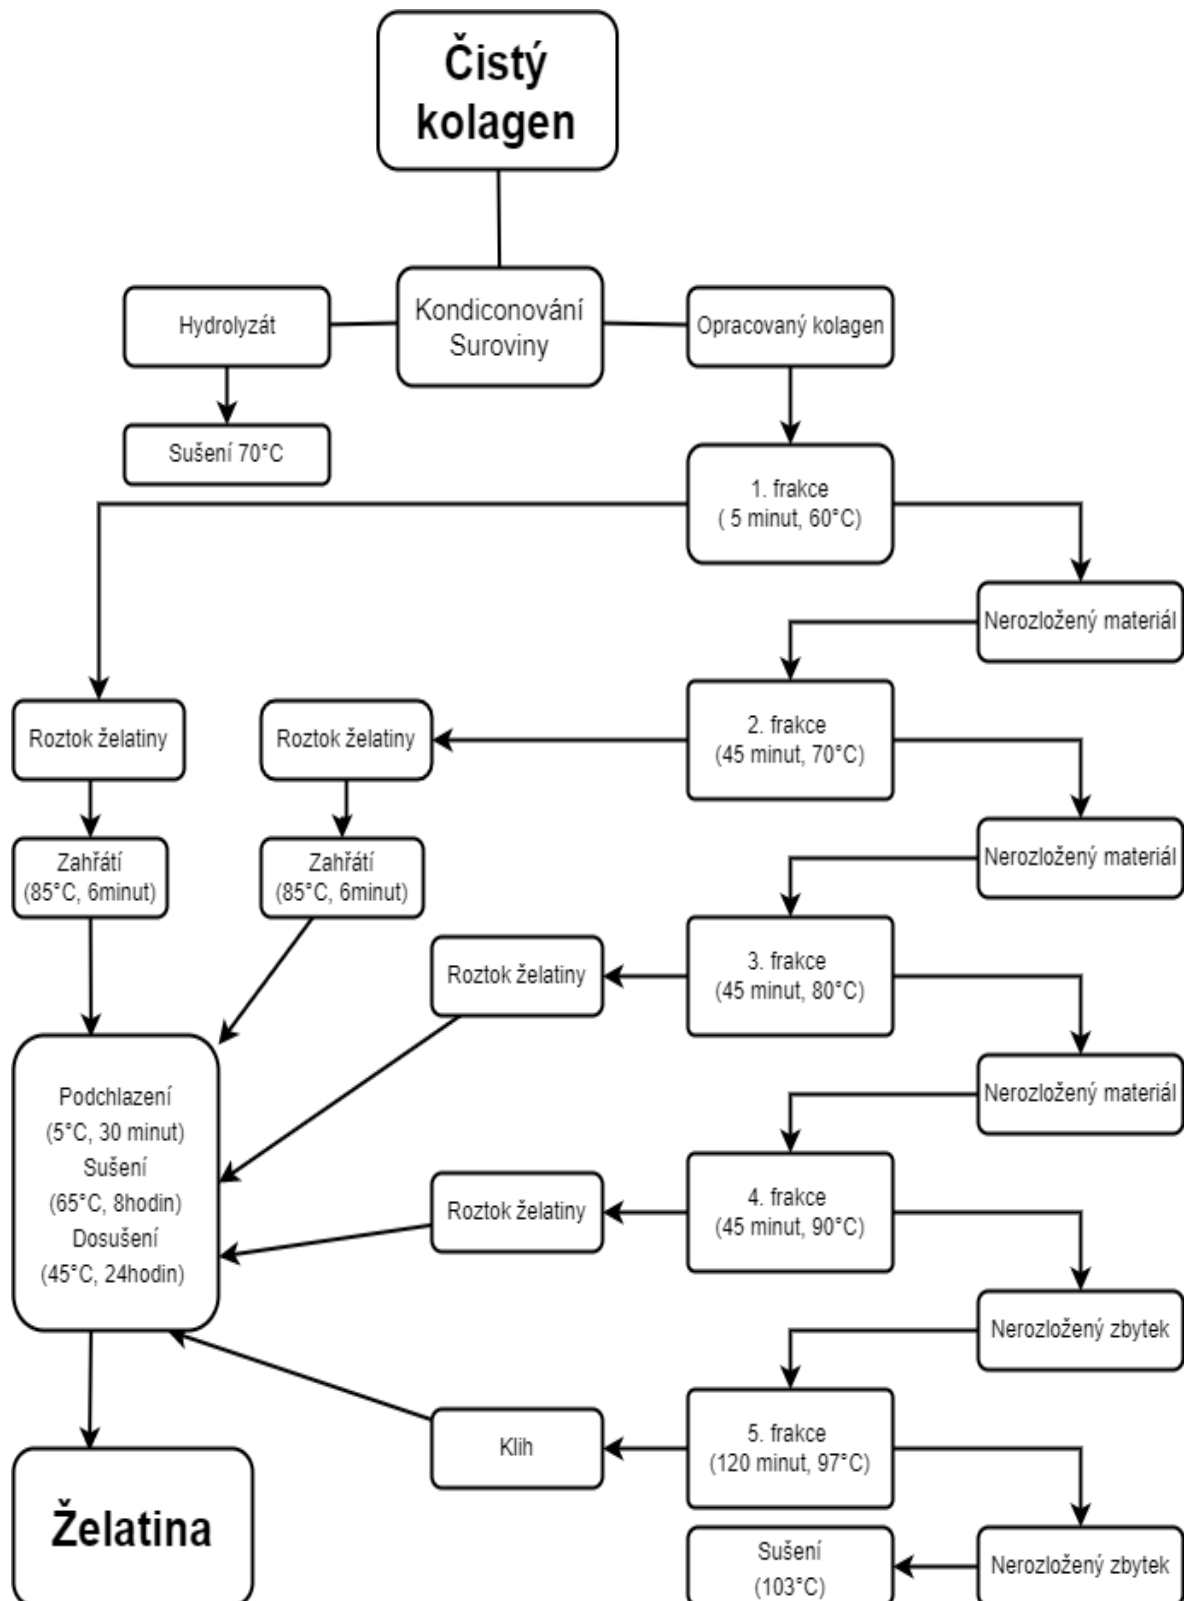 Čistý
kolagen
Hydrolyzát
Kondiconování
Suroviny
Opracovaný kolagen
Sušení 70°C
1. frakce
( 5 minut, 60°C)
Nerozložený materiál
Roztok želatiny
Roztok želatiny
2. frakce
(45 minut, 70°C)
Zahřátí
(85°C, 6minut)
Zahřátí
(85°C, 6minut)
Nerozložený materiál
Roztok želatiny
3. frakce
(45 minut, 80°C)
Nerozložený materiál
Podchlazení
(5°C, 30 minut)
Sušení
(65°C, 8hodin)
Dosušení
(45°C, 24hodin)
Roztok želatiny
4. frakce
(45 minut, 90°C)
Nerozložený zbytek
Klih
5. frakce
(120 minut, 97°C)
Želatina
Sušení
(103°C)
Nerozložený zbytek